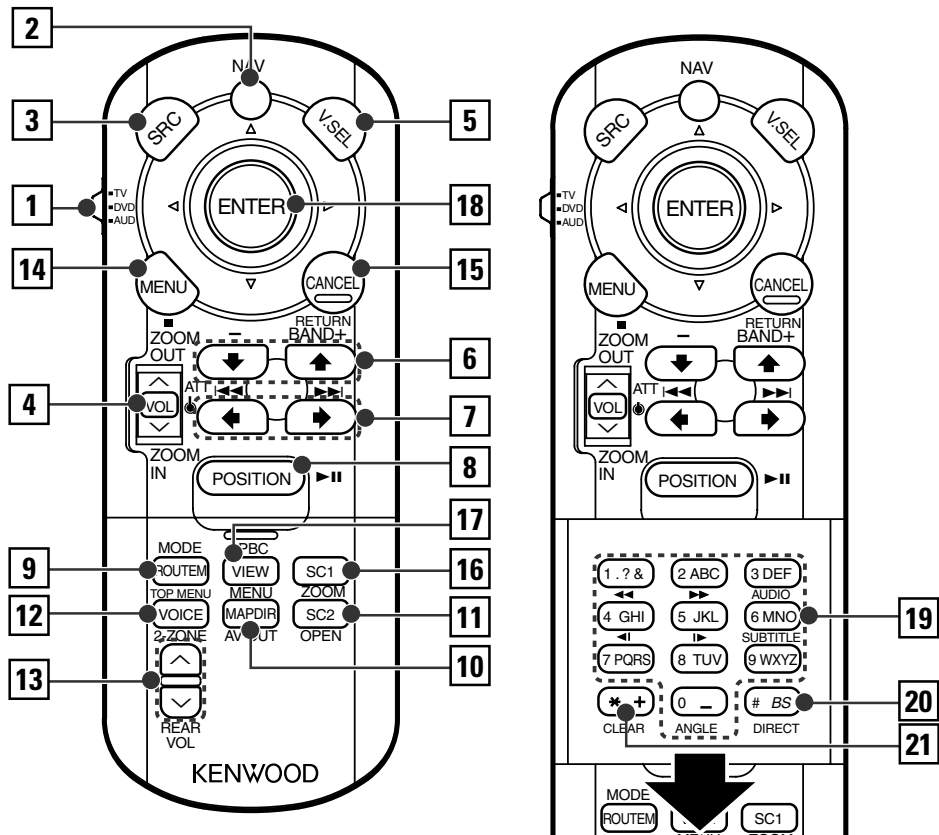 2
NAV
3
SRC
V.SEL
5
TV
DVD
AUD
1
ENTER
18
14
MENU
CANCEL
15
RETURN
ZOOM
OUT
–
BAND+
6
ATT
4
VOL
7
ZOOM
IN
POSITION
8
17
MODE
PBC
9
ROUTEM
VIEW
SC1
16
TOP MENU
MENU
ZOOM
12
VOICE
MAPDIR
SC2
11
2-ZONE
AV OUT
OPEN
10
13
REAR
VOL
KENWOOD
NAV
SRC
V.SEL
TV
DVD
AUD
ENTER
MENU
CANCEL
RETURN
ZOOM
OUT
–
BAND+
ATT
VOL
ZOOM
IN
POSITION
1 . ? &
2 ABC
3 DEF
AUDIO
4 GHI
5 JKL
6 MNO
19
SUBTITLE
7 PQRS
8 TUV
9 WXYZ
* +
0 _
# BS
20
CLEAR
ANGLE
DIRECT
21
MODE
ROUTEM
SC1